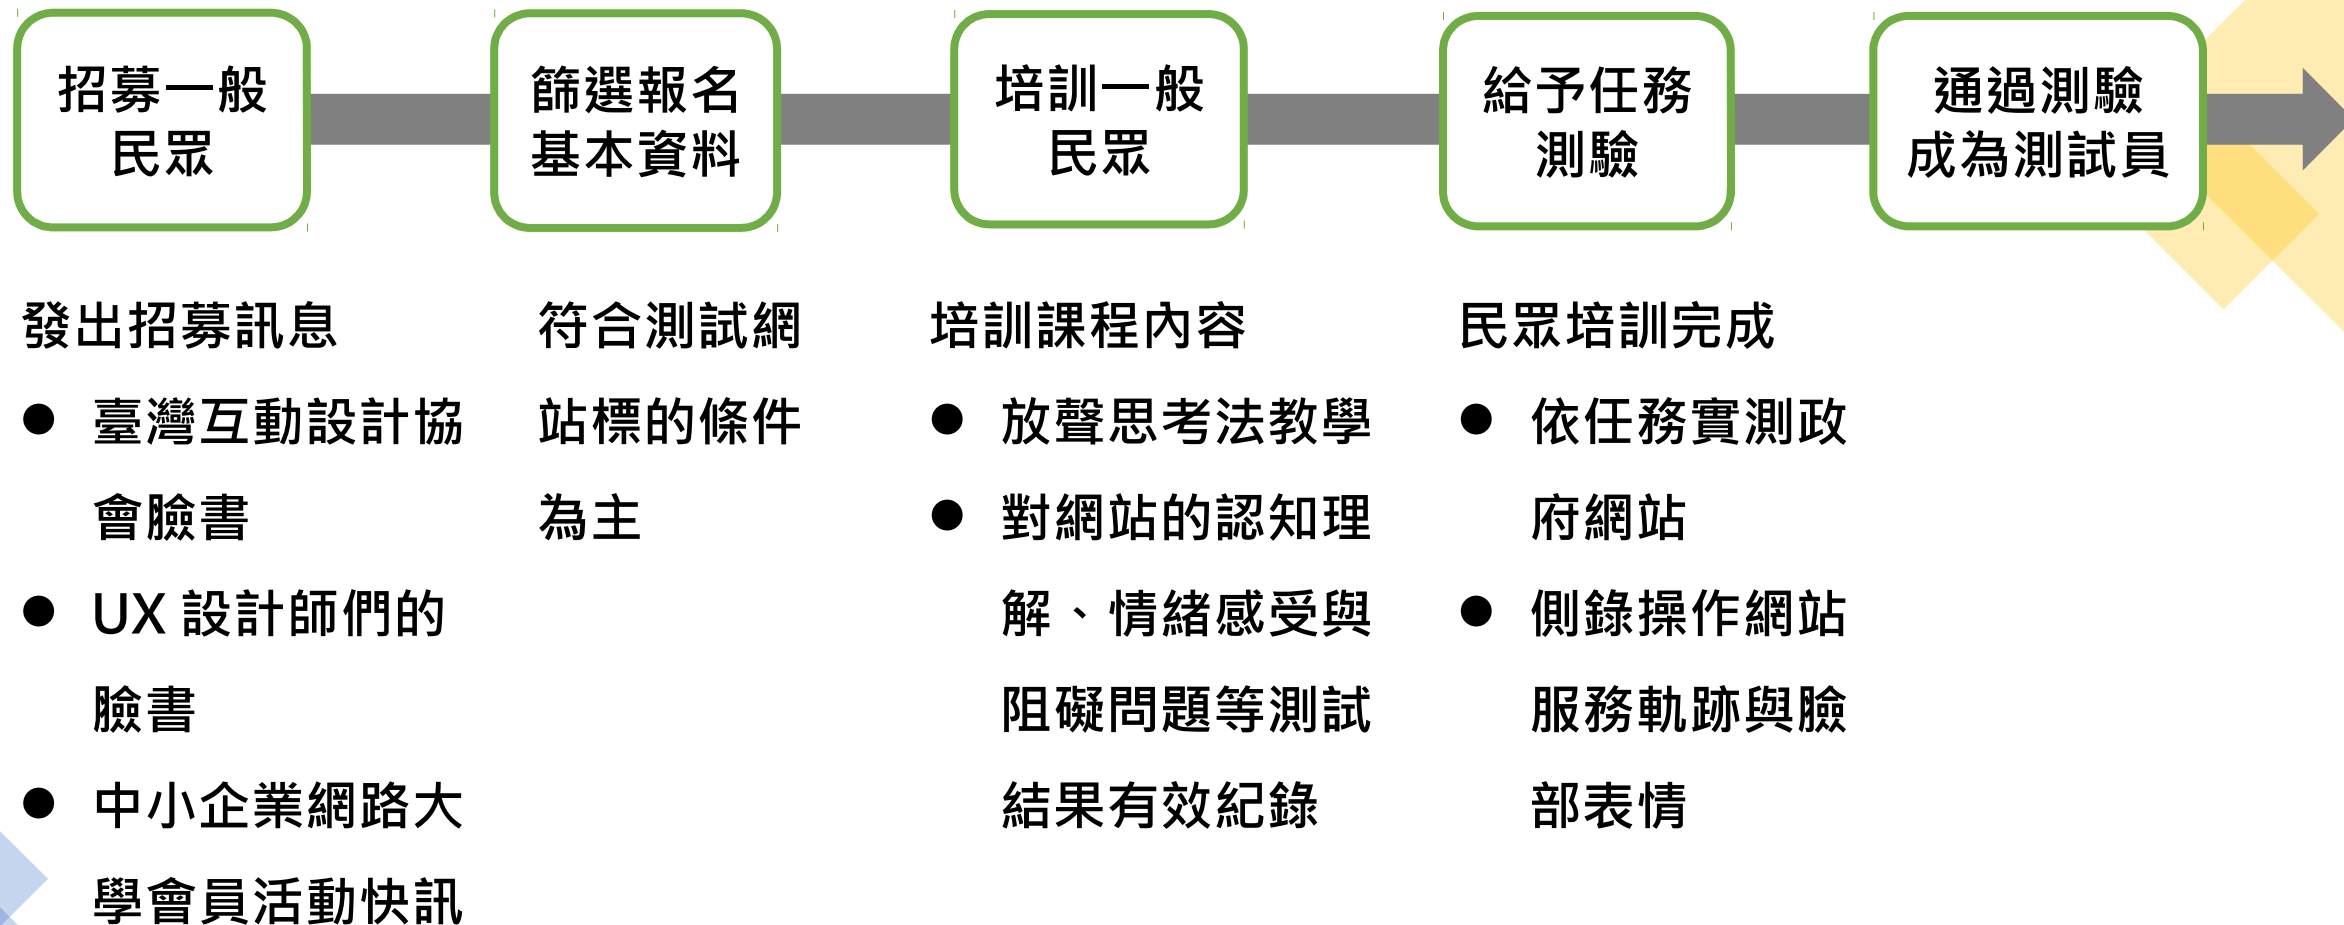 招募一般
民眾
篩選報名
基本資料
培訓一般
民眾
給予任務
測驗
通過測驗
成為測試員
發出招募訊息
● 臺灣互動設計協
會臉書
● UX 設計師們的
臉書
● 中小企業網路大
學會員活動快訊
符合測試網
站標的條件
為主
培訓課程內容
● 放聲思考法教學
● 對網站的認知理
解、情緒感受與
阻礙問題等測試
結果有效紀錄
民眾培訓完成
● 依任務實測政
府網站
● 側錄操作網站
服務軌跡與臉
部表情